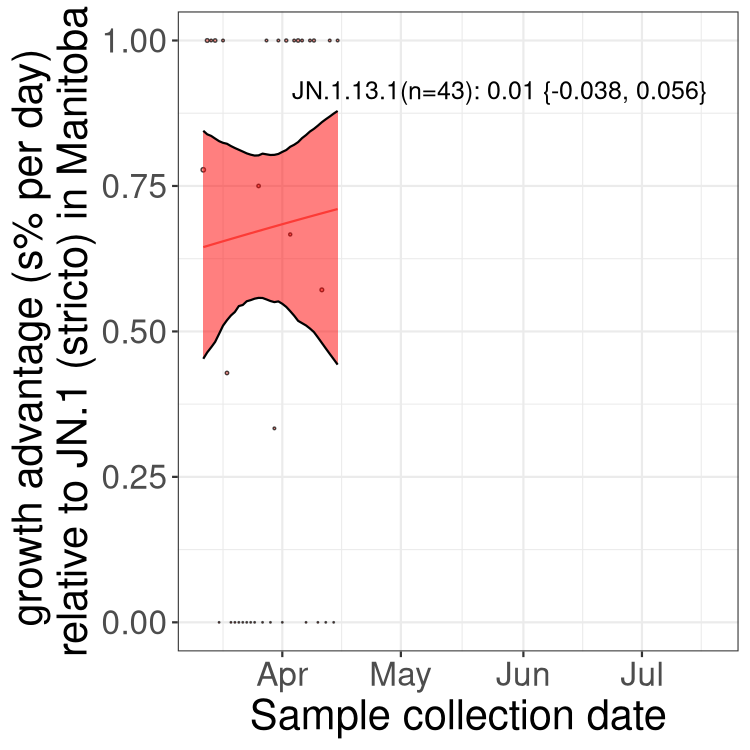 growth advantage (s% per day)
relative to JN.1 (stricto) in Manitoba
1.00
0.75
0.50
0.25
0.00
JN.1.13.1(n=43): 0.01 {-0.038, 0.056}
Apr May Jun Jul
Sample collection date